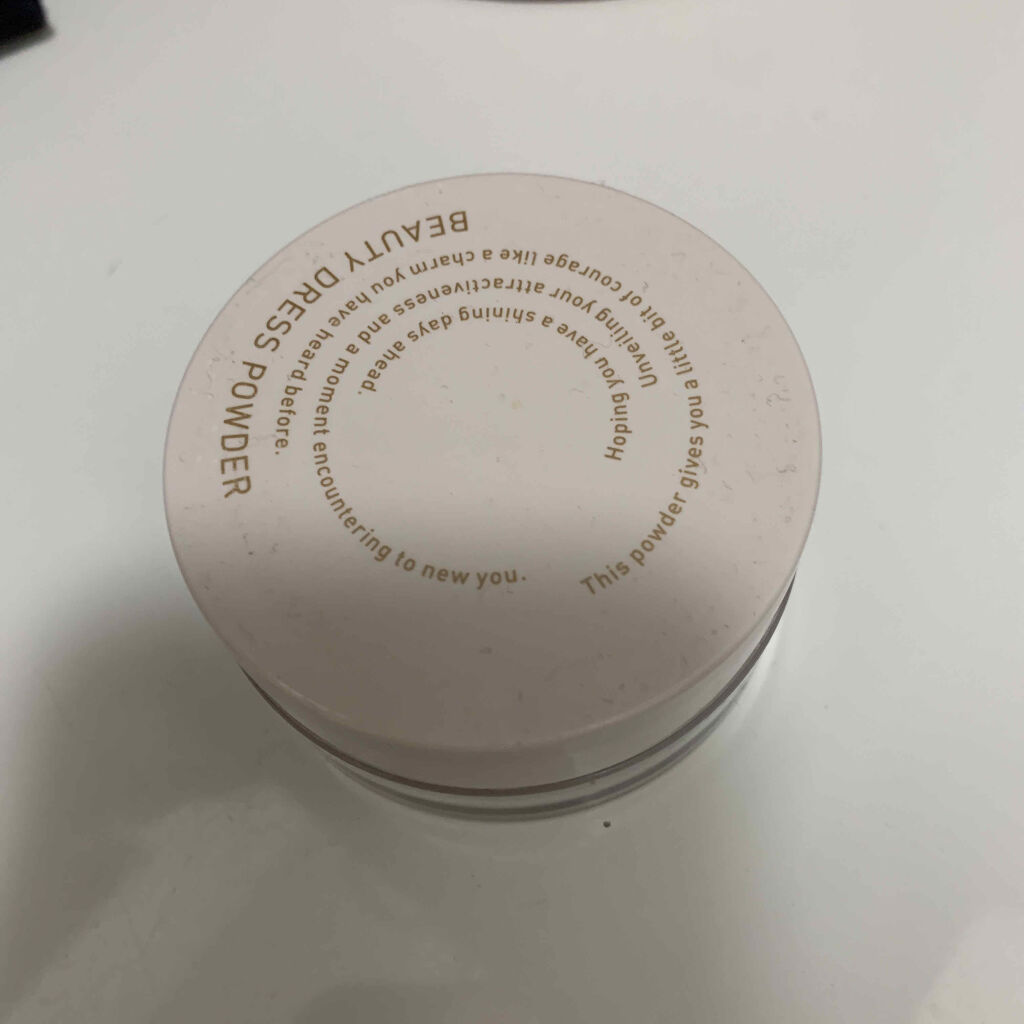 BEAUTY DRESS POWDER
This powder gives you a little bit of courage like a charm you have heard before.
Unveiling your attractiveness and a moment encountering to new you.
Hoping you have a shining days ahead.